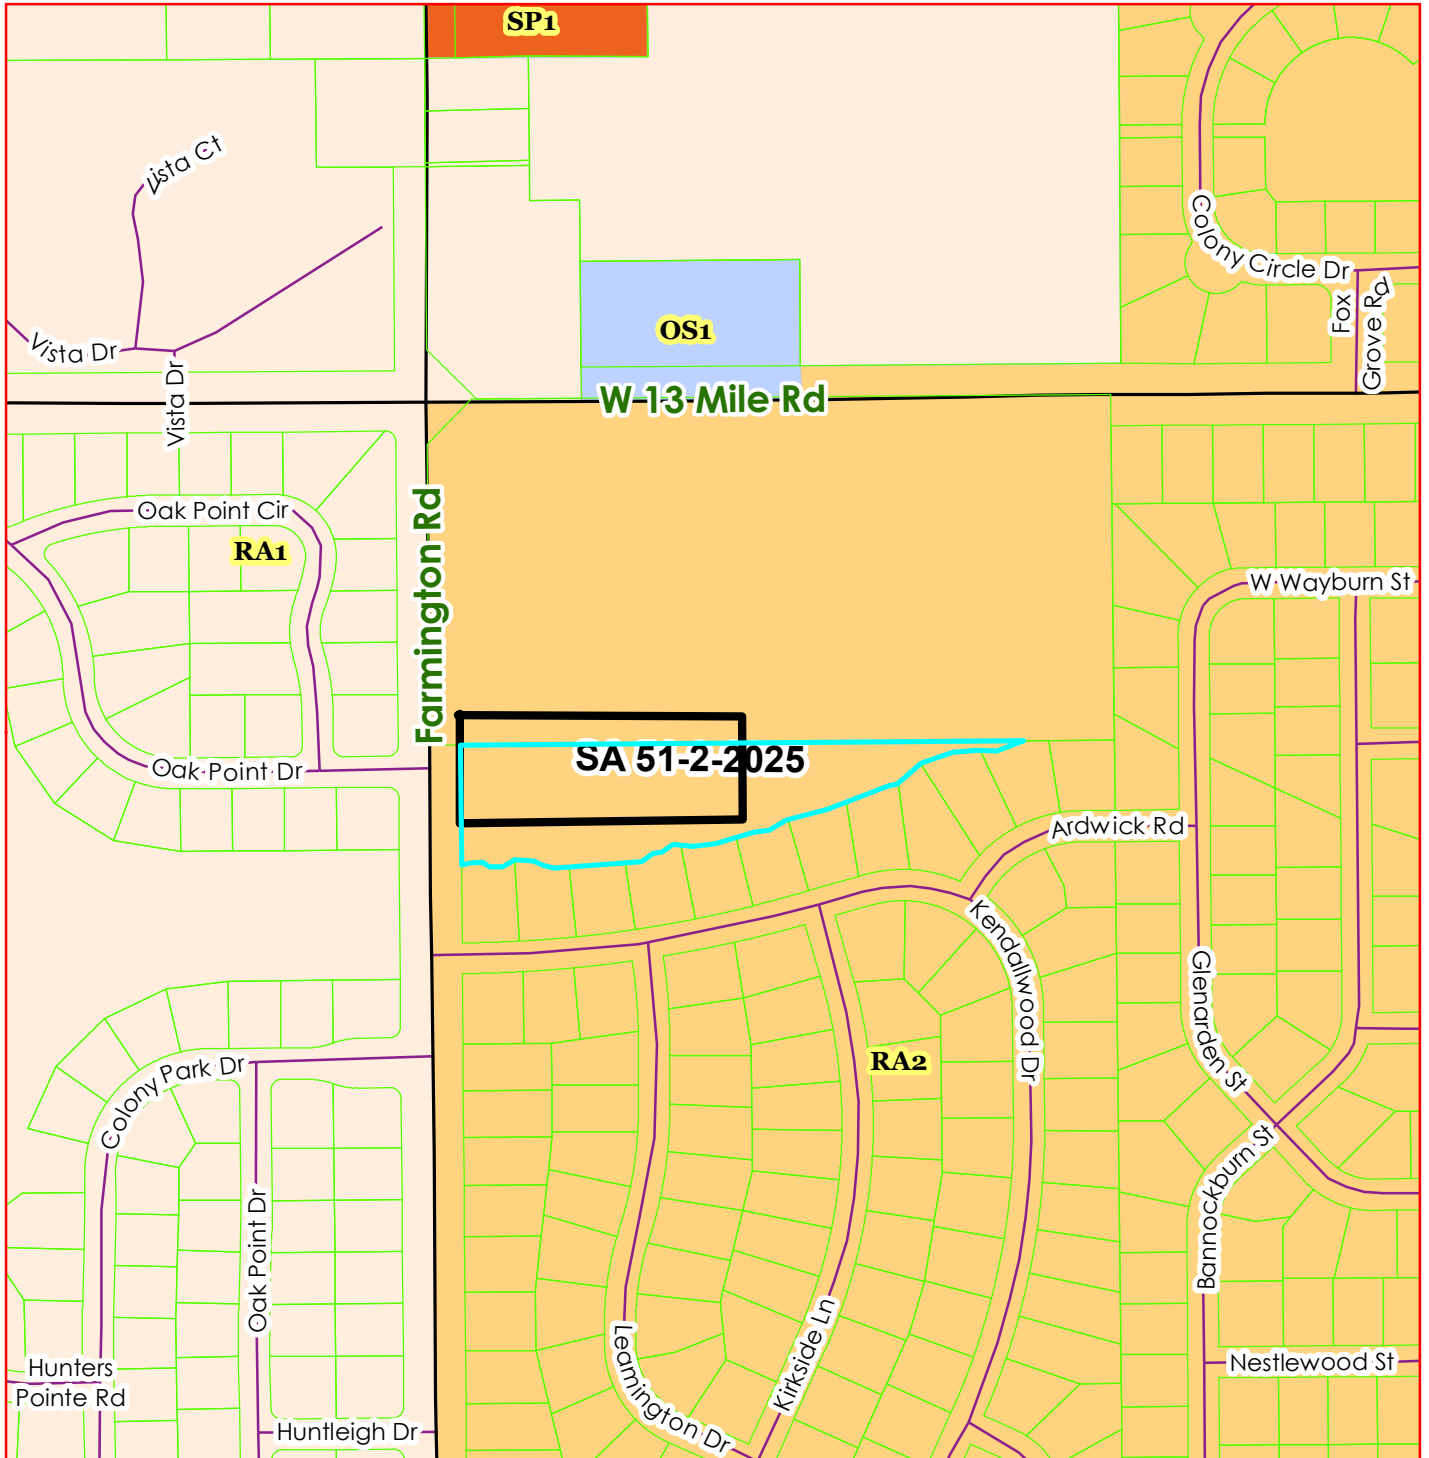 SP1
Vista Ct
Colony Circle Dr
Fox
Grove Rd
OS1
Vista Dr
Vista Dr
W 13 Mile Rd
Farmington Rd
Oak Point Cir
RA1
W Wayburn St
Oak Point Dr
SA 51-2-2025
Ardwick Rd
Kendallwood Dr
Glenarden St
RA2
Colony Park Dr
Bannockburn St
Oak Point Dr
Leamington Dr
Kirkside Ln
Hunters
Pointe Rd
Nestlewood St
Huntleigh Dr